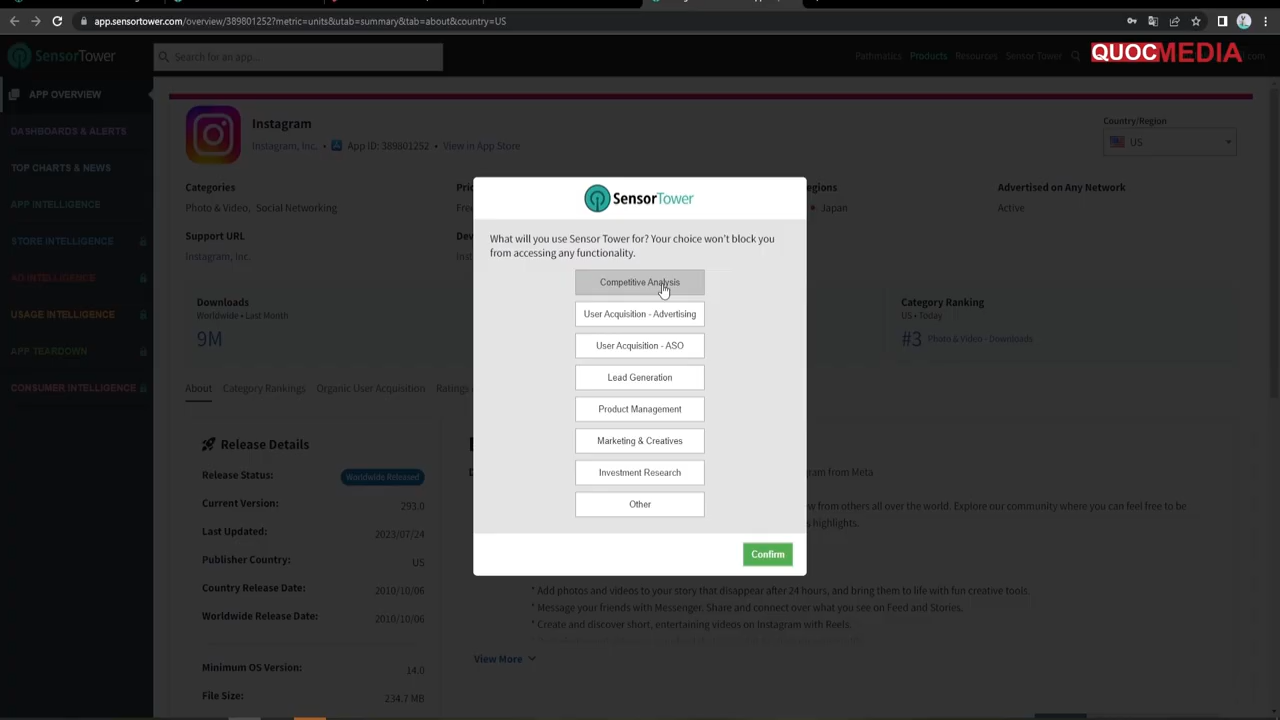 app.sensortower.com/overview/389801252?metric=units&utab=summary&tab=about&country=US
SensorTower
Search for an app...
Pathmatics Products Resources Sensor Tower
QUOCMEDIA
.com
APP OVERVIEW
DASHBOARDS & ALERTS
TOP CHARTS & NEWS
APP INTELLIGENCE
STORE INTELLIGENCE
AD INTELLIGENCE
USAGE INTELLIGENCE
APP TEARDOWN
CONSUMER INTELLIGENCE
Instagram
Instagram, Inc. • App ID: 389801252 • View in App Store
Country/Region
US
Categories
Photo & Video, Social Networking
Support URL
Instagram, Inc.
Japan
Advertised on Any Network
Active
Downloads
Worldwide • Last Month
9M
Category Ranking
US • Today
#3 Photo & Video - Downloads
About Category Rankings Organic User Acquisition Ratings
Release Details
Release Status: Worldwide Released
Current Version: 293.0
Last Updated: 2023/07/24
Publisher Country: US
Country Release Date: 2010/10/06
Worldwide Release Date: 2010/10/06
Minimum OS Version: 14.0
File Size: 234.7 MB
SensorTower
What will you use Sensor Tower for? Your choice won't block you
from accessing any functionality.
Competitive Analysis
User Acquisition - Advertising
User Acquisition - ASO
Lead Generation
Product Management
Marketing & Creatives
Investment Research
Other
Confirm
from Meta
from others all over the world. Explore our community where you can feel free to be
highlights.
* Add photos and videos to your story that disappear after 24 hours, and bring them to life with fun creative tools.
* Message your friends with Messenger. Share and connect over what you see on Feed and Stories.
* Create and discover short, entertaining videos on Instagram with Reels.
View More